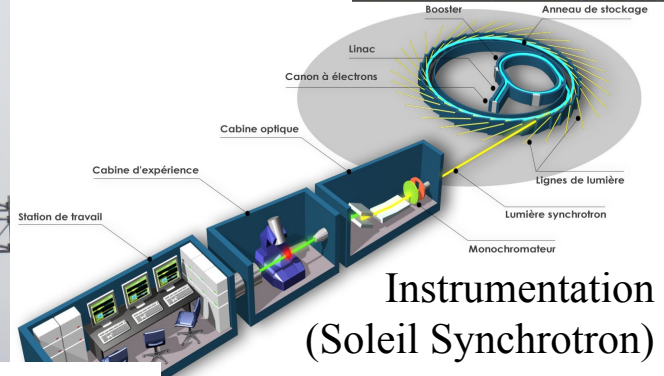 Booster
Anneau de stockage
Linac
Canon à électrons
Cabine optique
Cabine d'expérience
Lignes de lumière
Station de travail
Lumière synchrotron
Monochromateur
Instrumentation
(Soleil Synchrotron)